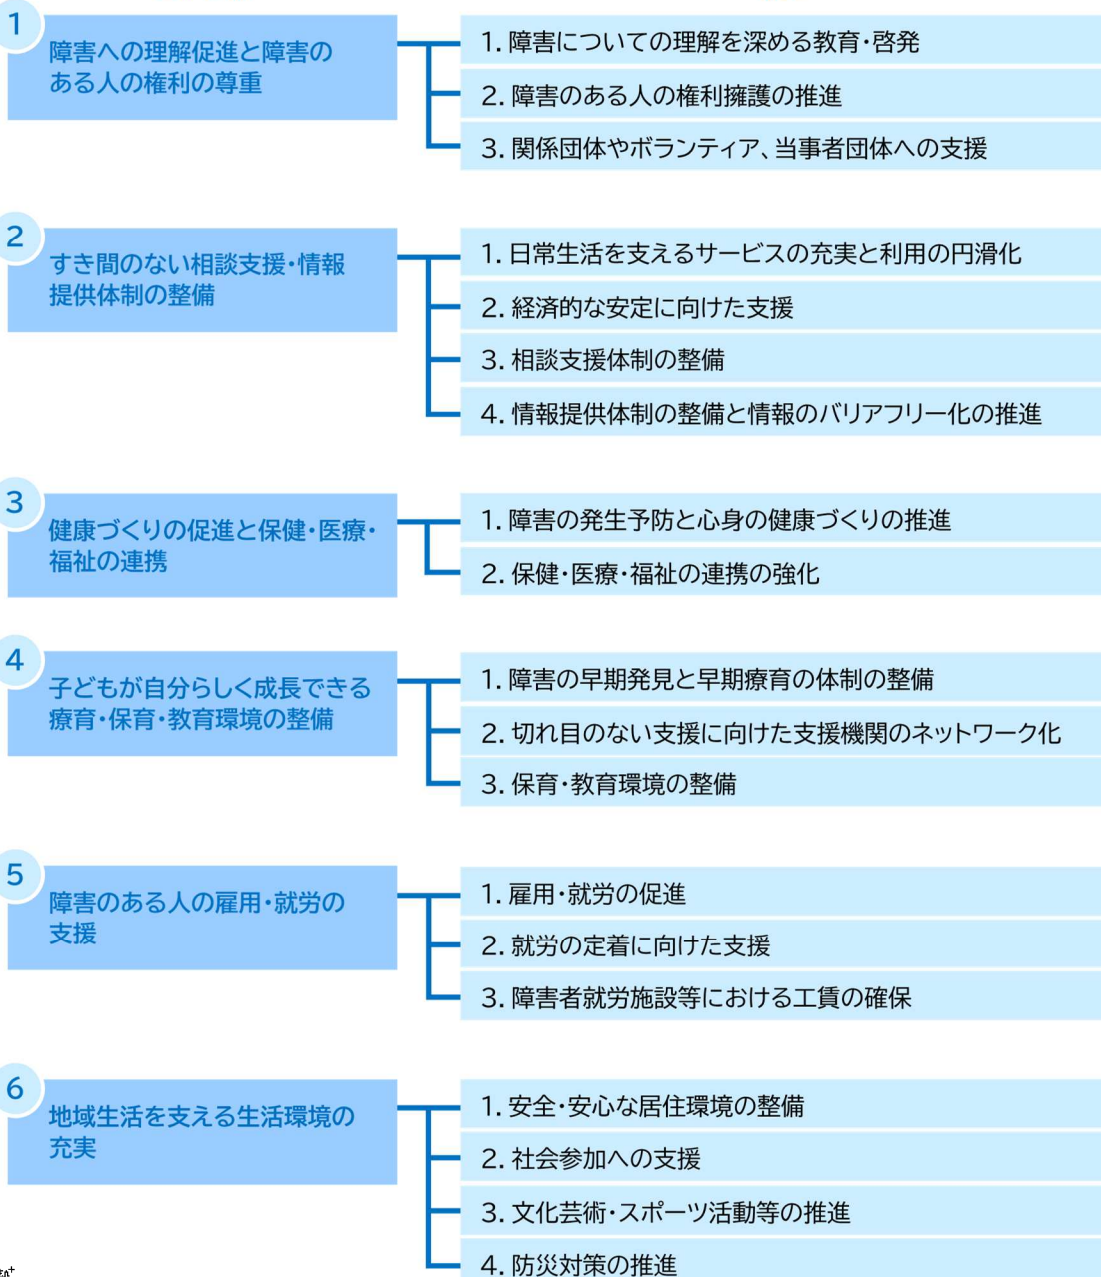 1
障害への理解促進と障害の
ある人の権利の尊重
1. 障害についての理解を深める教育・啓発
2. 障害のある人の権利擁護の推進
3. 関係団体やボランティア、当事者団体への支援
2
すき間のない相談支援・情報
提供体制の整備
1. 日常生活を支えるサービスの充実と利用の円滑化
2. 経済的な安定に向けた支援
3. 相談支援体制の整備
4. 情報提供体制の整備と情報のバリアフリー化の推進
3
健康づくりの促進と保健・医療・
福祉の連携
1. 障害の発生予防と心身の健康づくりの推進
2. 保健・医療・福祉の連携の強化
4
子どもが自分らしく成長できる
療育・保育・教育環境の整備
1. 障害の早期発見と早期療育の体制の整備
2. 切れ目のない支援に向けた支援機関のネットワーク化
3. 保育・教育環境の整備
5
障害のある人の雇用・就労の
支援
1. 雇用・就労の促進
2. 就労の定着に向けた支援
3. 障害者就労施設等における工賃の確保
6
地域生活を支える生活環境の
充実
1. 安全・安心な居住環境の整備
2. 社会参加への支援
3. 文化芸術・スポーツ活動等の推進
4. 防災対策の推進